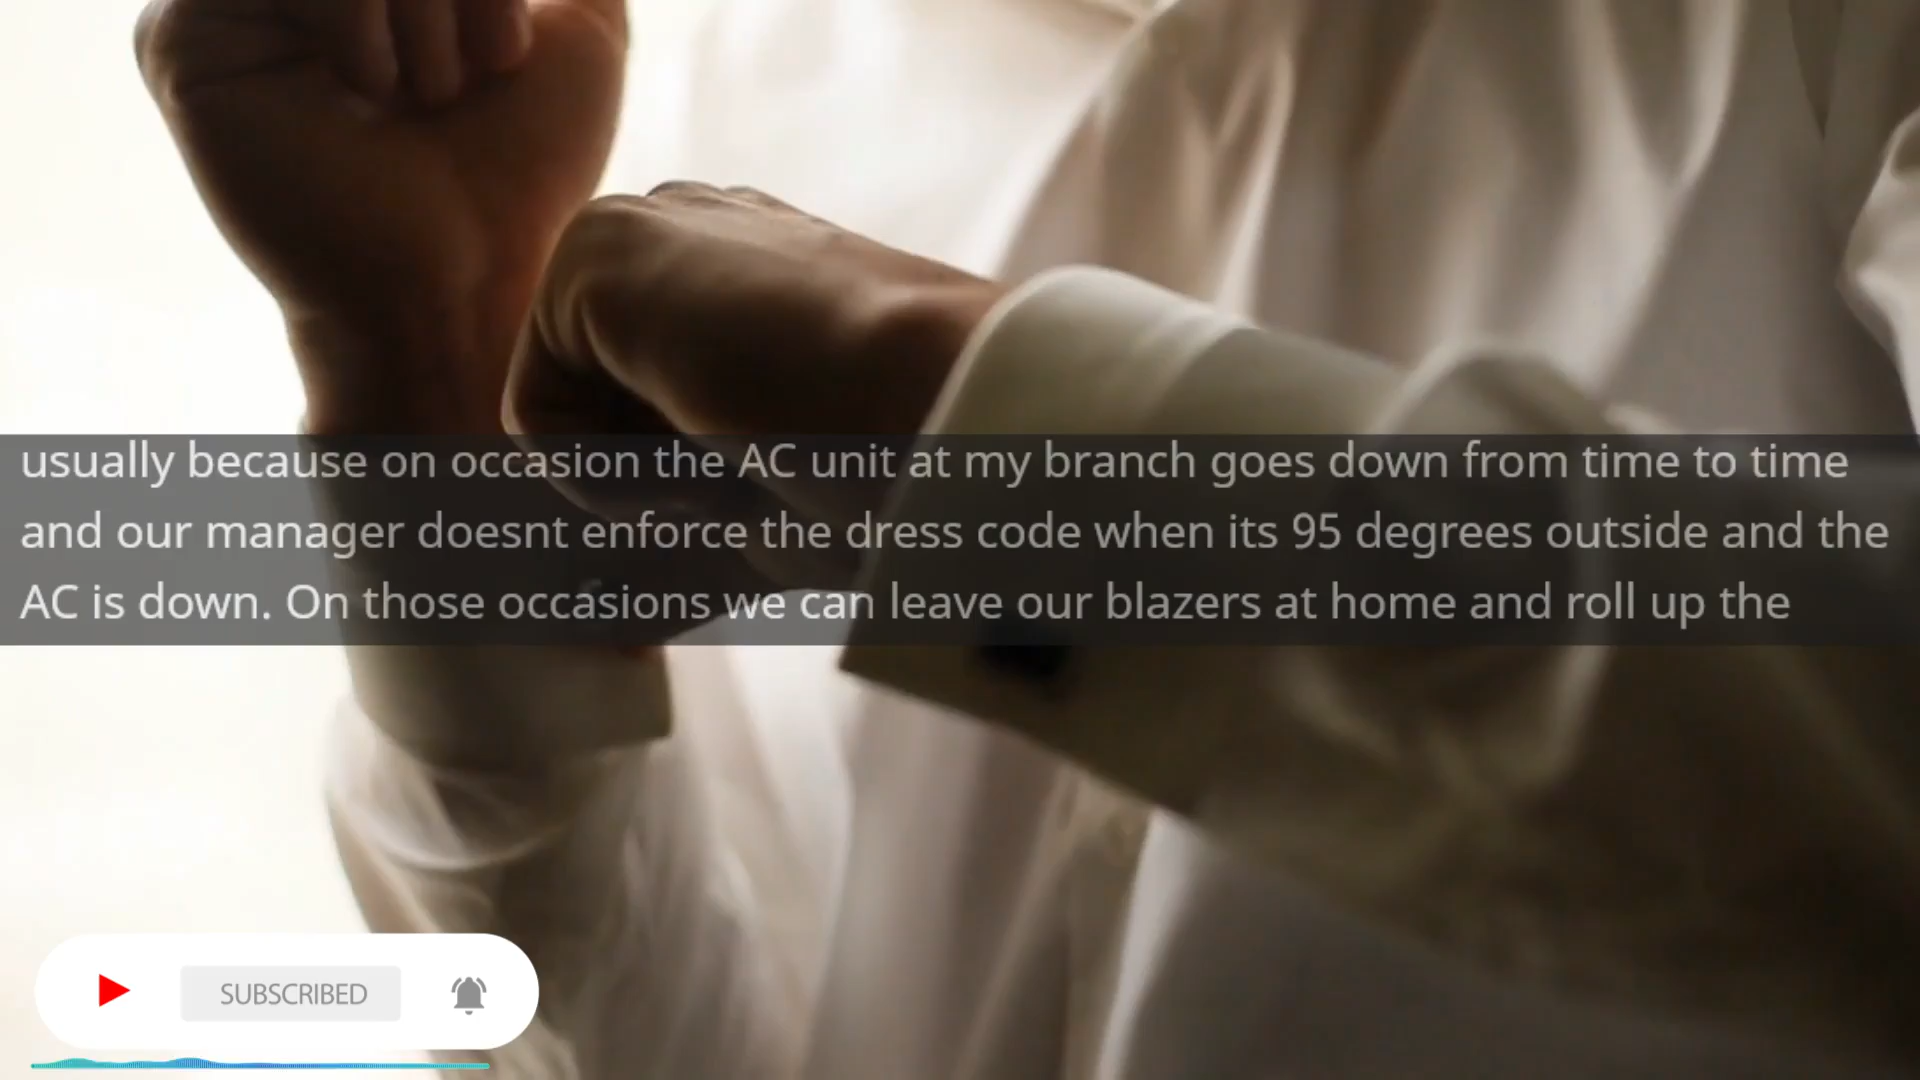 usually because on occasion the AC unit at my branch goes down from time to time
and our manager doesnt enforce the dress code when its 95 degrees outside and the
AC is down. On those occasions we can leave our blazers at home and roll up the
SUBSCRIBED